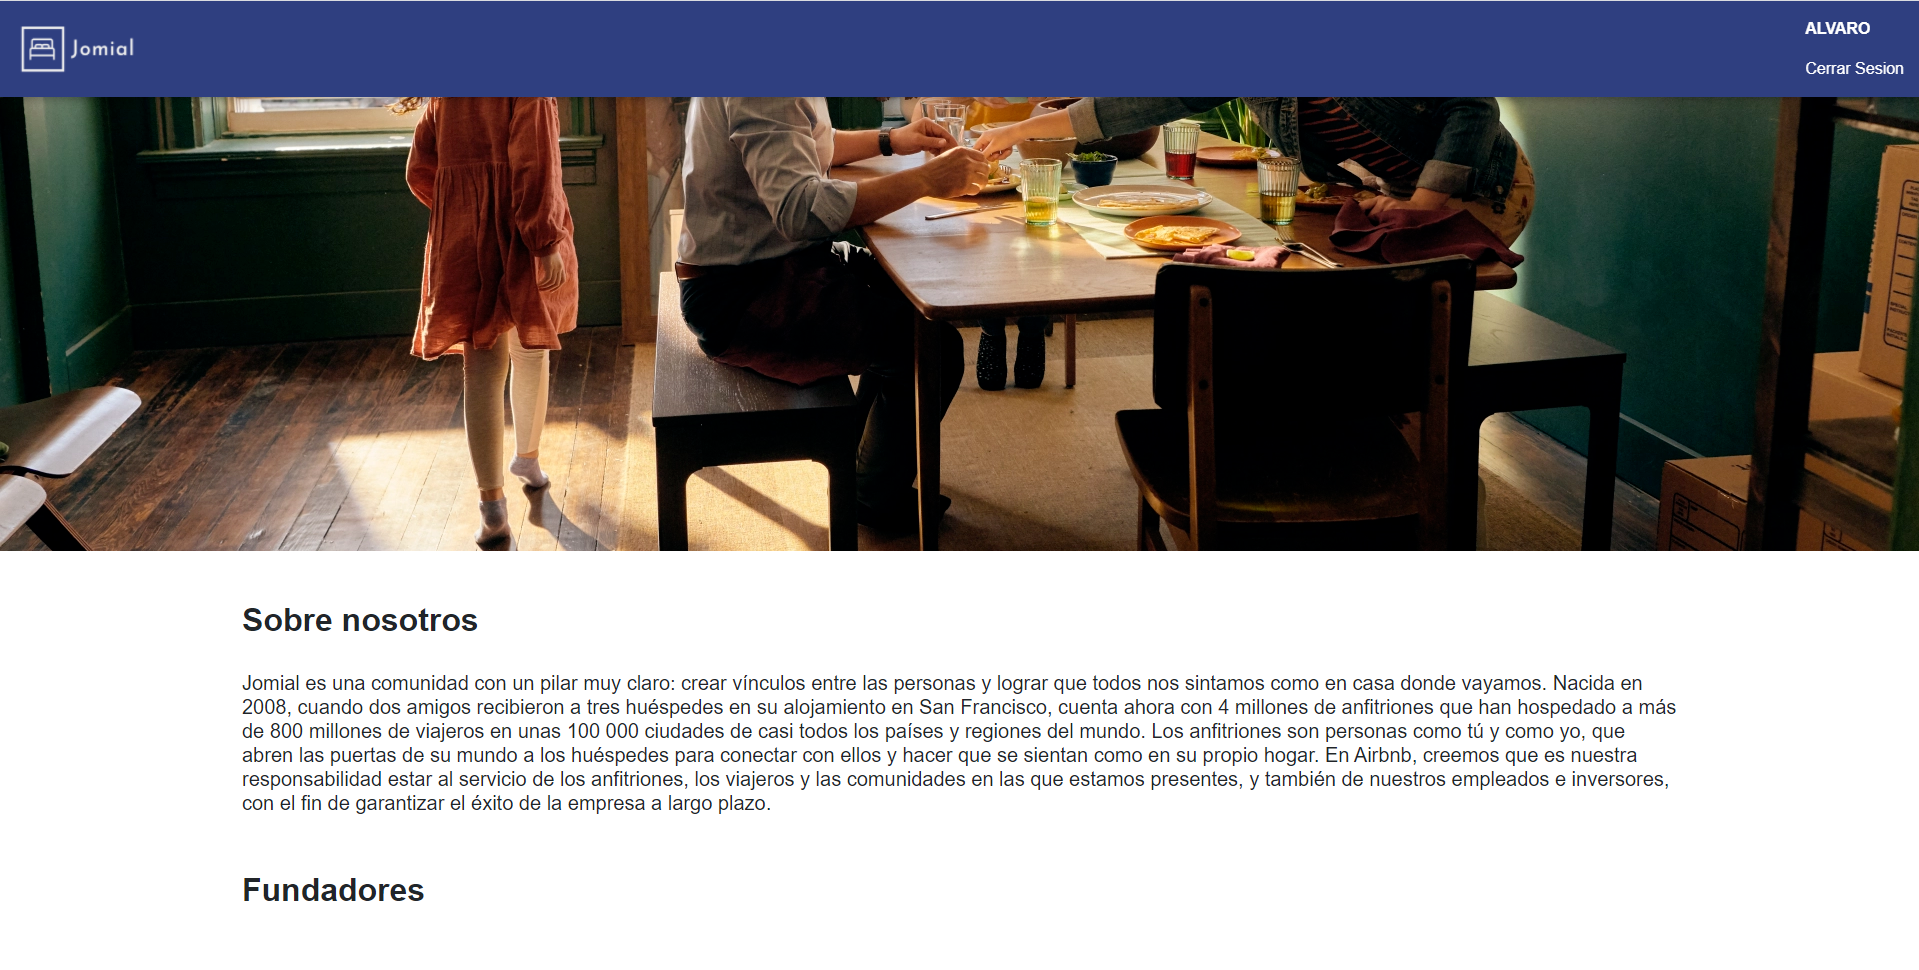 Jomial
ALVARO
Cerrar Sesion
Sobre nosotros
Jomial es una comunidad con un pilar muy claro: crear vínculos entre las personas y lograr que todos nos sintamos como en casa donde vayamos. Nacida en
2008, cuando dos amigos recibieron a tres huéspedes en su alojamiento en San Francisco, cuenta ahora con 4 millones de anfitriones que han hospedado a más
de 800 millones de viajeros en unas 100 000 ciudades de casi todos los países y regiones del mundo. Los anfitriones son personas como tú y como yo, que
abren las puertas de su mundo a los huéspedes para conectar con ellos y hacer que se sientan como en su propio hogar. En Airbnb, creemos que es nuestra
responsabilidad estar al servicio de los anfitriones, los viajeros y las comunidades en las que estamos presentes, y también de nuestros empleados e inversores,
con el fin de garantizar el éxito de la empresa a largo plazo.
Fundadores